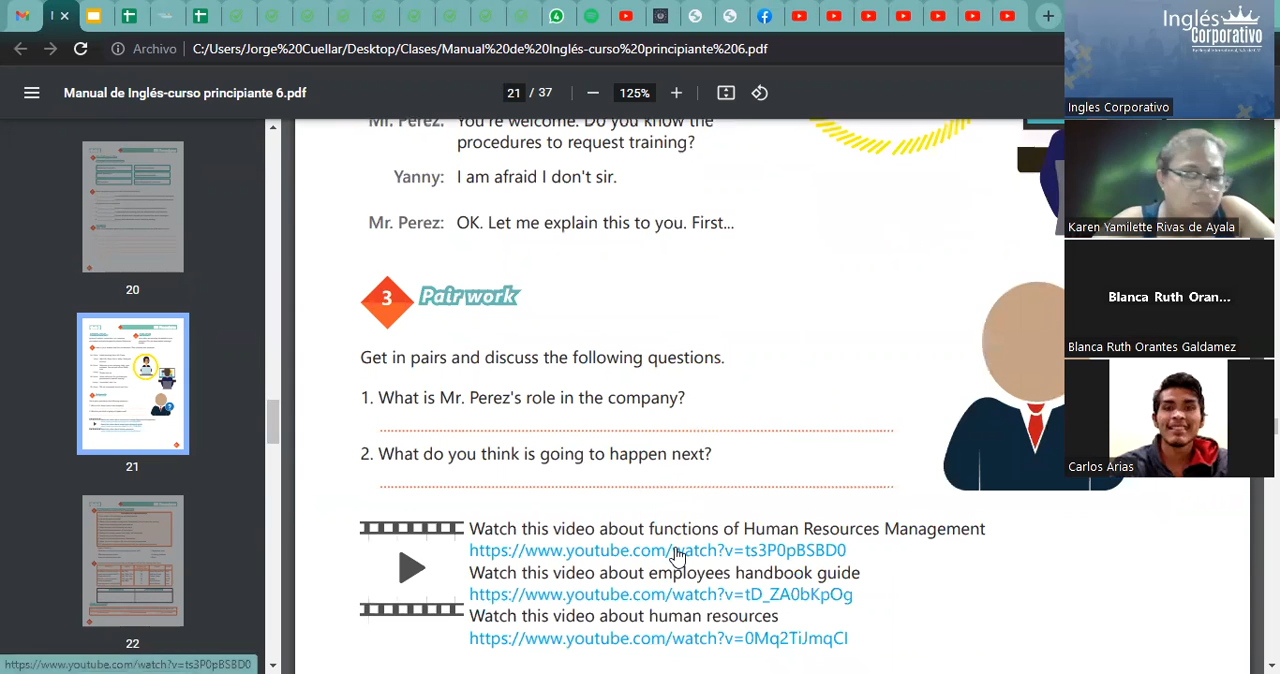 Archivo C:/Users/Jorge%20Cuellar/Desktop/Clases/Manual%20de%20Inglés-curso%20principiante%206.pdf
Manual de Inglés-curso principiante 6.pdf
21 / 37
125%
Inglés
Corporativo
Ingles Corporativo
Karen Yamilette Rivas de Ayala
Blanca Ruth Oran...
Blanca Ruth Orantes Galdamez
Carlos Arias
20
21
22
Mr. Perez: You're welcome. Do you know the
procedures to request training?
Yanny: I am afraid I don't sir.
Mr. Perez: OK. Let me explain this to you. First...
3 Pair work
Get in pairs and discuss the following questions.
1. What is Mr. Perez's role in the company?
2. What do you think is going to happen next?
Watch this video about functions of Human Resources Management
https://www.youtube.com/watch?v=ts3P0pBSBD0
Watch this video about employees handbook guide
https://www.youtube.com/watch?v=tD_ZA0bKpOg
Watch this video about human resources
https://www.youtube.com/watch?v=0Mq2TiJmqCI
https://www.youtube.com/watch?v=ts3P0pBSBD0